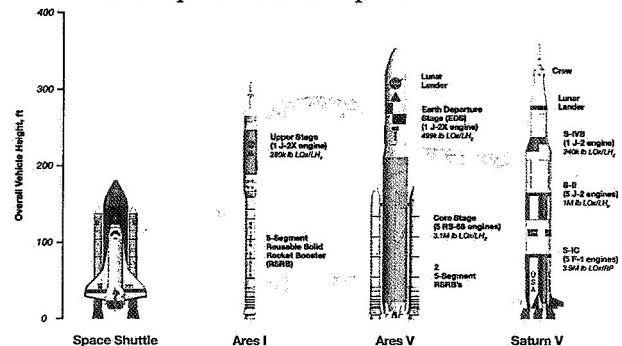 Overall Vehicle Height, ft
400
300
200
100
0
Space Shuttle
Upper Stage
(1 J-2X engine)
280k lb LOx/LH₂
5-Segment
Reusable Solid
Rocket Booster
(RSRB)
Ares I
Lunar
Lander
Earth Departure
Stage (EDS)
(1 J-2X engine)
499k lb LOx/LH₂
Core Stage
(5 RS-68 engines)
3.1M lb LOx/LH₂
2
5-Segment
RSRB's
Ares V
Crew
Lunar
Lander
S-IVB
(1 J-2 engine)
240k lb LOx/LH₂
S-II
(5 J-2 engines)
1M lb LOx/LH₂
S-IC
(5 F-1 engines)
3.9M lb LOx/RP
USA
Saturn V